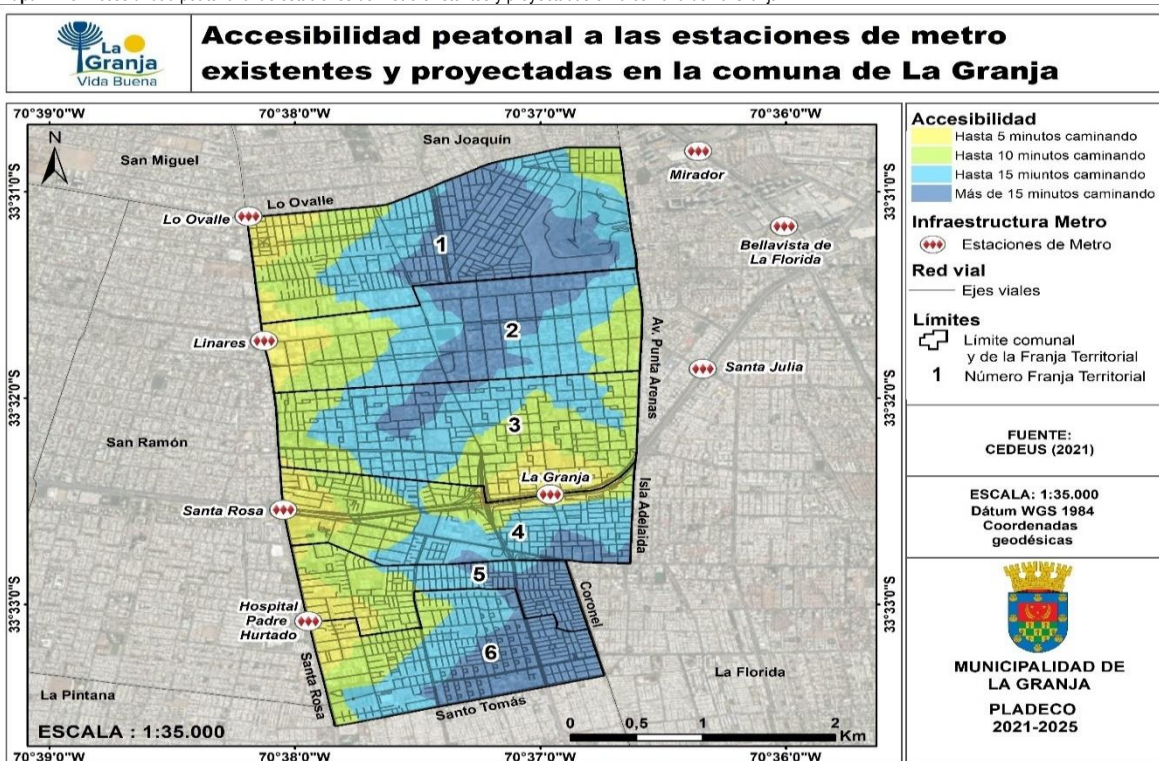 La
Granja
Vida Buena
Accesibilidad peatonal a las estaciones de metro
existentes y proyectadas en la comuna de La Granja
70°39'0"W
70°38'0"W
70°37'0"W
70°36'0"W
N
San Miguel
San Joaquín
Mirador
33°31'0"S
33°31'0"S
Lo Ovalle
Lo Ovalle
1
Bellavista de
La Florida
2
Linares
Av. Punta Arenas
Santa Julia
33°32'0"S
33°32'0"S
3
San Ramón
La Granja
Santa Rosa
Isla Adelaida
4
5
Coronel
33°33'0"S
33°33'0"S
Hospital
Padre
Hurtado
6
Santa Rosa
La Florida
La Pintana
Santo Tomás
ESCALA : 1:35.000
0 0,5 1 2
Km
70°39'0"W
70°38'0"W
70°37'0"W
70°36'0"W
Accesibilidad
Hasta 5 minutos caminando
Hasta 10 minutos caminando
Hasta 15 miuntos caminando
Más de 15 minutos caminando
Infraestructura Metro
Estaciones de Metro
Red vial
Ejes viales
Límites
Límite comunal
y de la Franja Territorial
1 Número Franja Territorial
FUENTE:
CEDEUS (2021)
ESCALA: 1:35.000
Dátum WGS 1984
Coordenadas
geodésicas
MUNICIPALIDAD DE
LA GRANJA
PLADECO
2021-2025